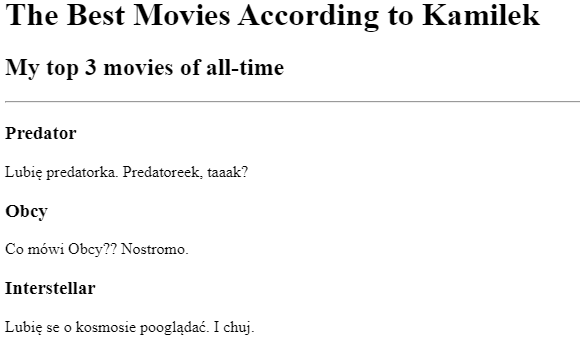 The Best Movies According to Kamilek
My top 3 movies of all-time
Predator
Lubię predatorka. Predatoreek, taaak?
Obcy
Co mówi Obcy?? Nostromo.
Interstellar
Lubię se o kosmosie pooglądać. I chuj.